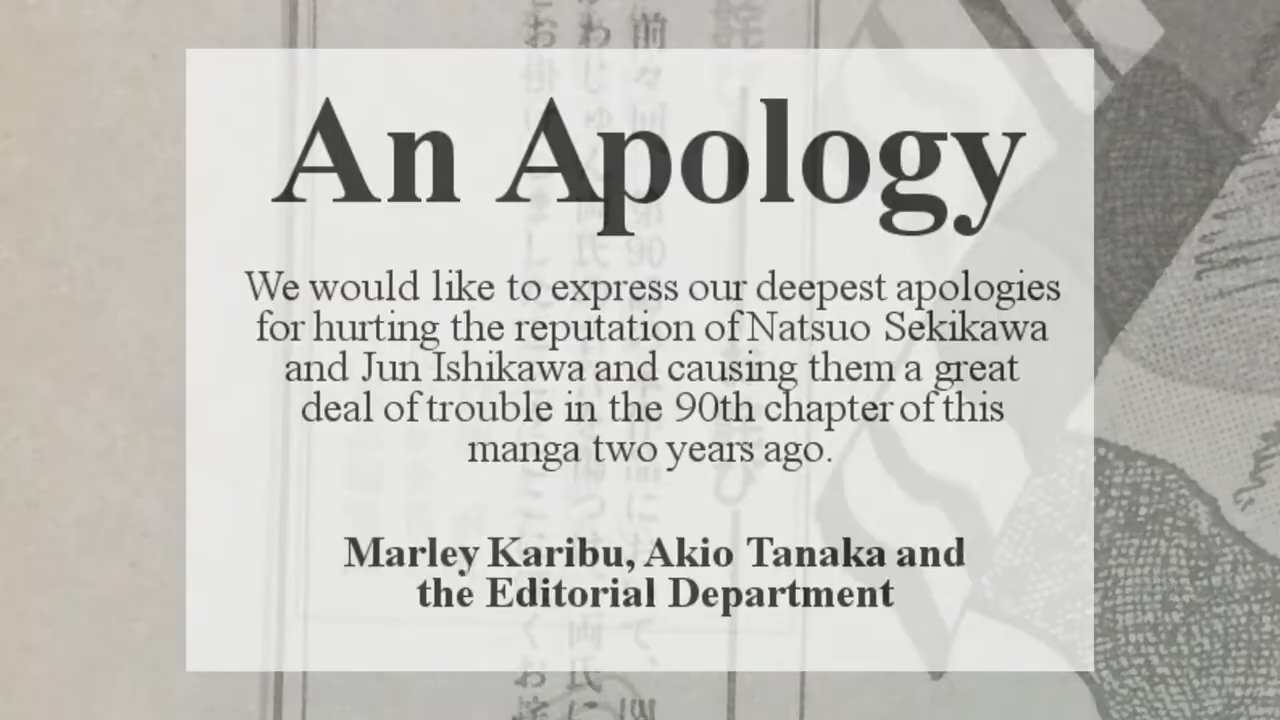 An Apology
We would like to express our deepest apologies
for hurting the reputation of Natsuo Sekikawa
and Jun Ishikawa and causing them a great
deal of trouble in the 90th chapter of this
manga two years ago.
Marley Karibu, Akio Tanaka and
the Editorial Department